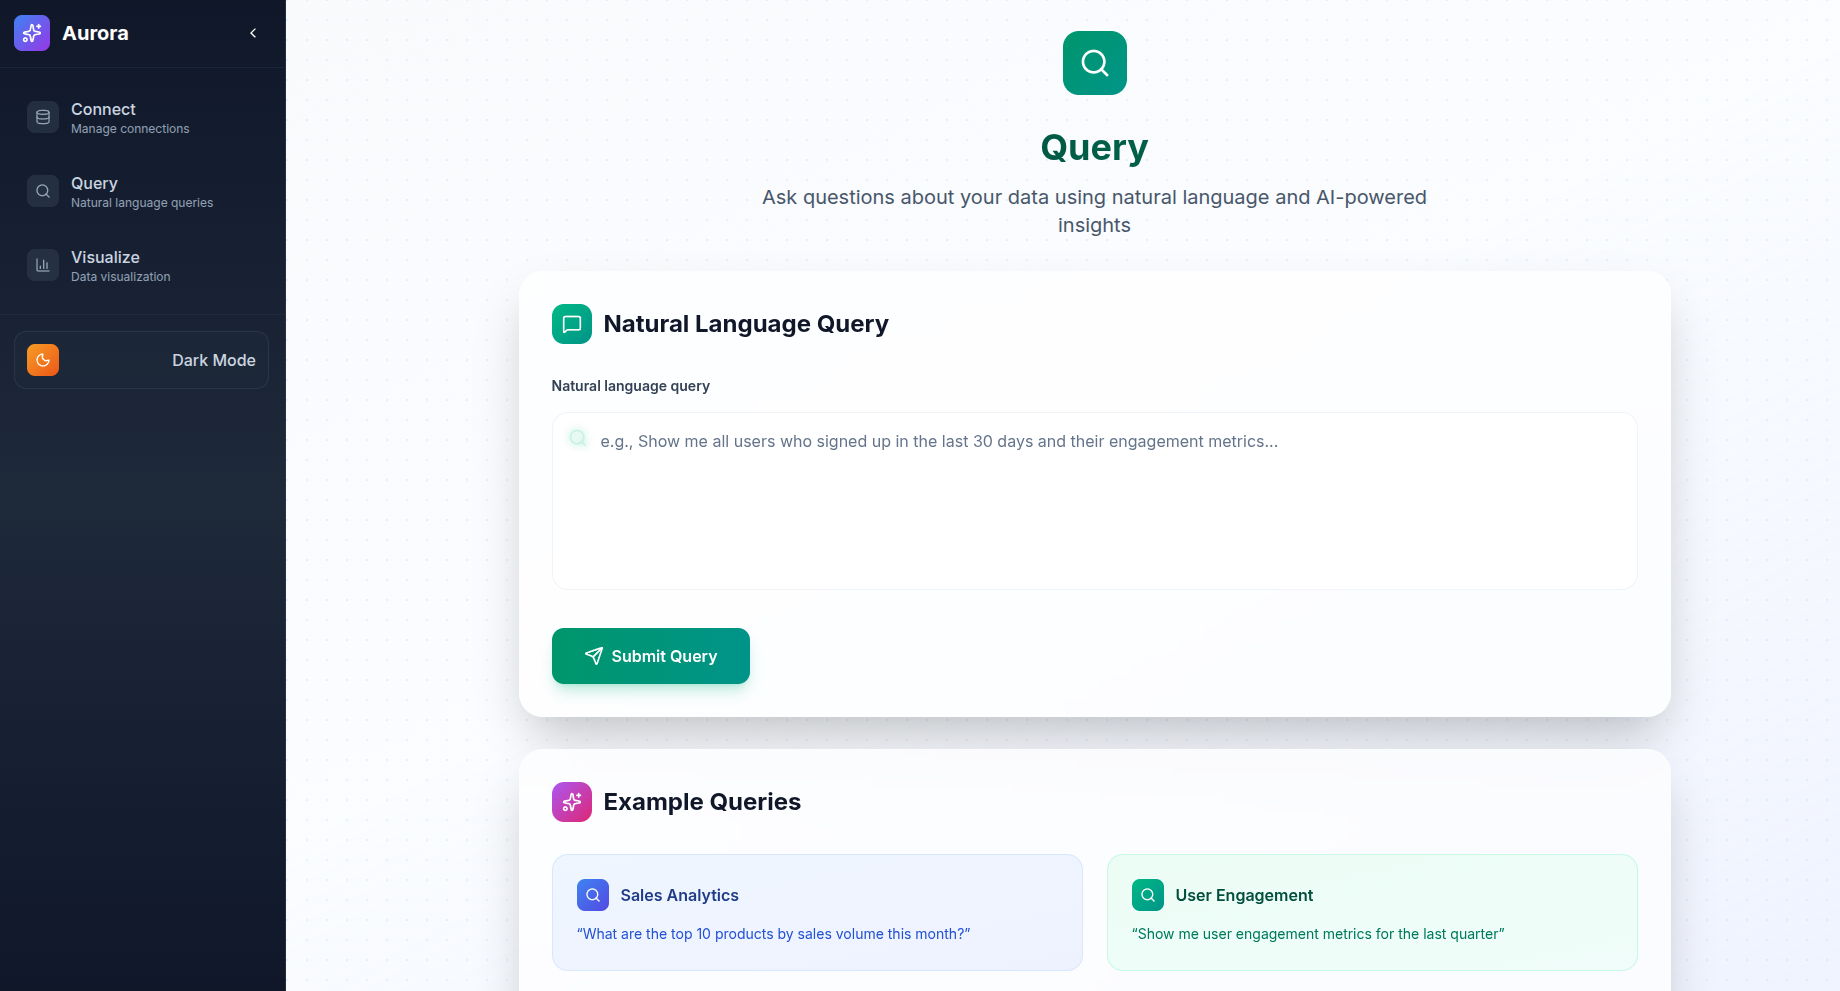 Aurora
Connect
Manage connections
Query
Natural language queries
Visualize
Data visualization
Dark Mode
Query
Ask questions about your data using natural language and AI-powered
insights
Natural Language Query
Natural language query
e.g., Show me all users who signed up in the last 30 days and their engagement metrics...
Submit Query
Example Queries
Sales Analytics
“What are the top 10 products by sales volume this month?”
User Engagement
“Show me user engagement metrics for the last quarter”